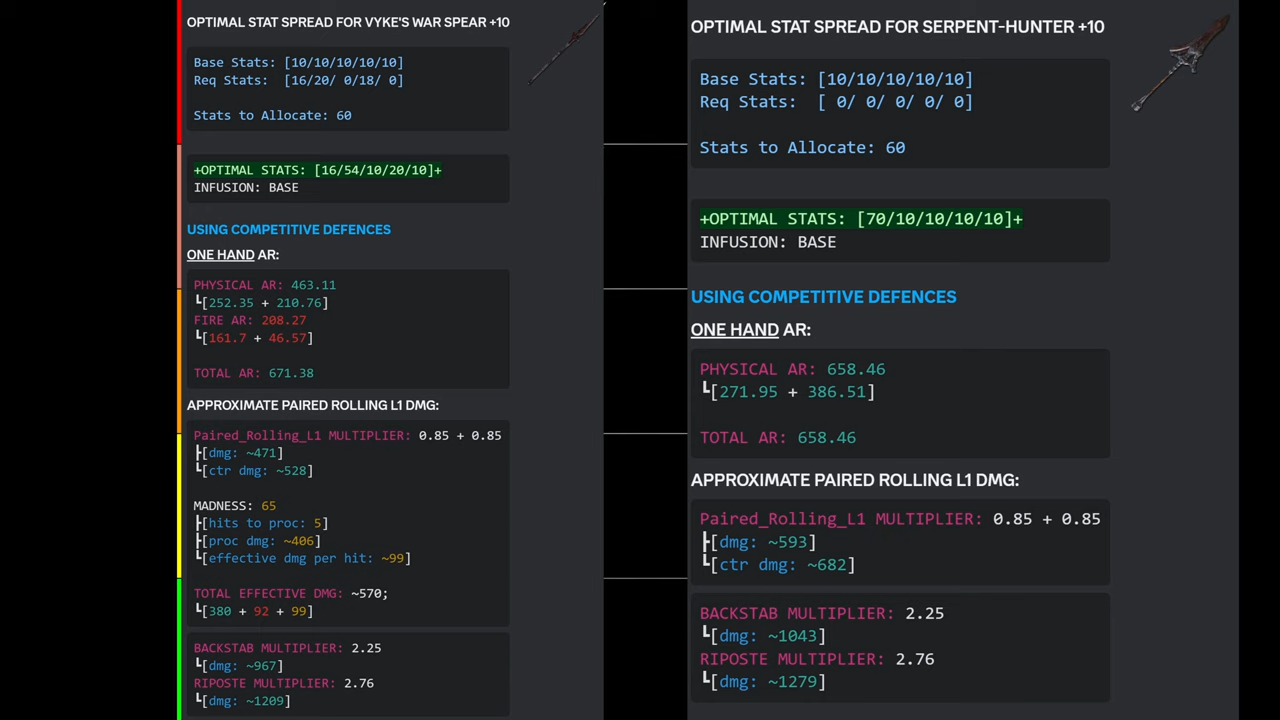 OPTIMAL STAT SPREAD FOR VYKE'S WAR SPEAR +10
Base Stats: [10/10/10/10/10]
Req Stats:  [16/20/ 0/18/ 0]
Stats to Allocate: 60
+OPTIMAL STATS: [16/54/10/20/10]+
INFUSION: BASE
USING COMPETITIVE DEFENCES
ONE HAND AR:
PHYSICAL AR: 463.11
┖[252.35 + 210.76]
FIRE AR: 208.27
┖[161.7 + 46.57]
TOTAL AR: 671.38
APPROXIMATE PAIRED ROLLING L1 DMG:
Paired_Rolling_L1 MULTIPLIER: 0.85 + 0.85
┠[dmg: ~471]
┖[ctr dmg: ~528]
MADNESS: 65
┠[hits to proc: 5]
┠[proc dmg: ~406]
┖[effective dmg per hit: ~99]
TOTAL EFFECTIVE DMG: ~570;
┖[380 + 92 + 99]
BACKSTAB MULTIPLIER: 2.25
┖[dmg: ~967]
RIPOSTE MULTIPLIER: 2.76
┖[dmg: ~1209]
OPTIMAL STAT SPREAD FOR SERPENT-HUNTER +10
Base Stats: [10/10/10/10/10]
Req Stats:  [ 0/ 0/ 0/ 0/ 0]
Stats to Allocate: 60
+OPTIMAL STATS: [70/10/10/10/10]+
INFUSION: BASE
USING COMPETITIVE DEFENCES
ONE HAND AR:
PHYSICAL AR: 658.46
┖[271.95 + 386.51]
TOTAL AR: 658.46
APPROXIMATE PAIRED ROLLING L1 DMG:
Paired_Rolling_L1 MULTIPLIER: 0.85 + 0.85
┠[dmg: ~593]
┖[ctr dmg: ~682]
BACKSTAB MULTIPLIER: 2.25
┖[dmg: ~1043]
RIPOSTE MULTIPLIER: 2.76
┖[dmg: ~1279]